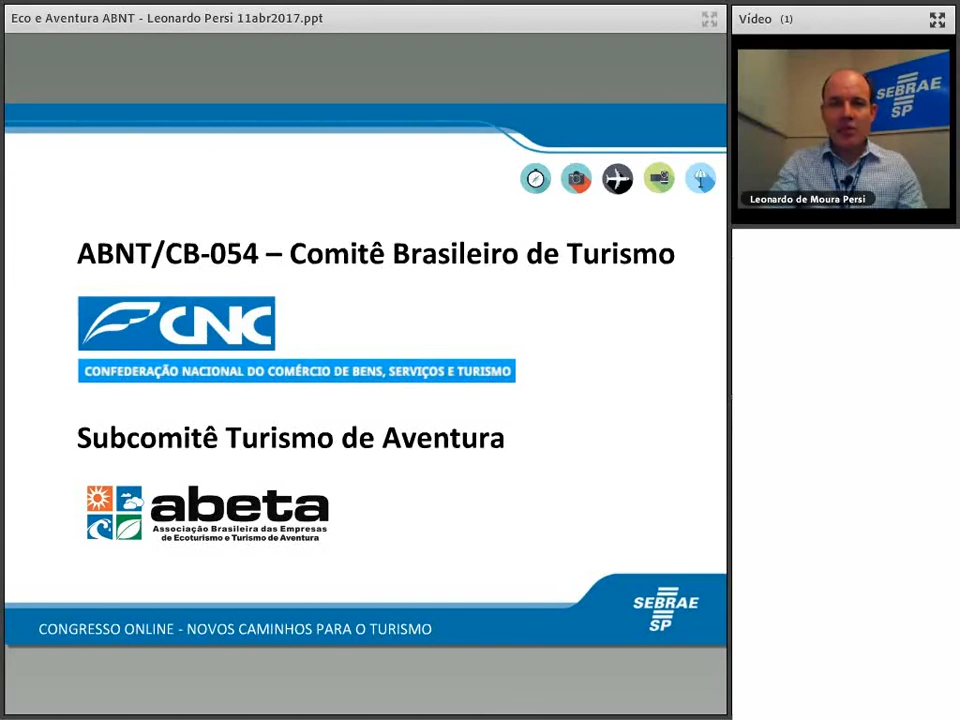 Eco e Aventura ABNT - Leonardo Persi 11abr2017.ppt
Vídeo (1)
SEBRAE
SP
Leonardo de Moura Persi
ABNT/CB-054 – Comitê Brasileiro de Turismo
CNC
CONFEDERAÇÃO NACIONAL DO COMÉRCIO DE BENS, SERVIÇOS E TURISMO
Subcomitê Turismo de Aventura
abeta
Associação Brasileira das Empresas
de Ecoturismo e Turismo de Aventura
SEBRAE
SP
CONGRESSO ONLINE - NOVOS CAMINHOS PARA O TURISMO